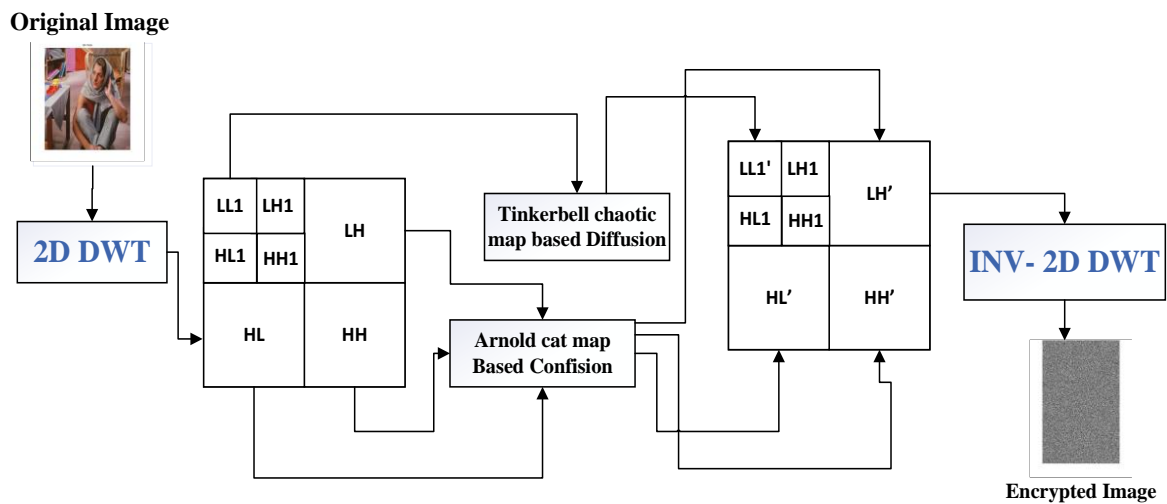 Original Image
2D DWT
LL1
LH1
HL1
HH1
LH
HL
HH
Tinkerbell chaotic
map based Diffusion
Arnold cat map
Based Confision
LL1'
LH1
HL1
HH1
LH’
HL’
HH’
INV- 2D DWT
Encrypted Image